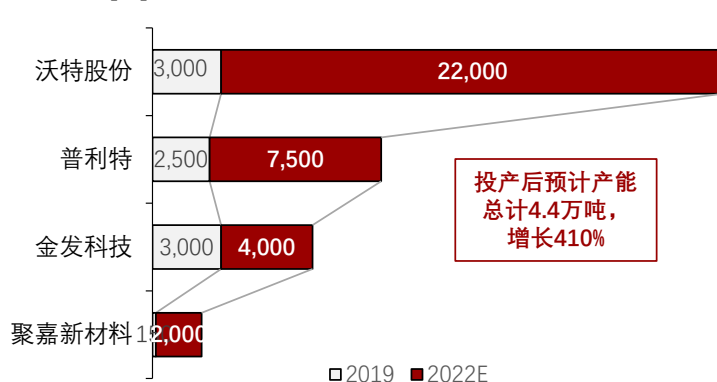 沃特股份 3,000 22,000
普利特 2,500 7,500
投产后预计产能
总计4.4万吨，
增长410%
金发科技 3,000 4,000
聚嘉新材料 2,000
2019 2022E